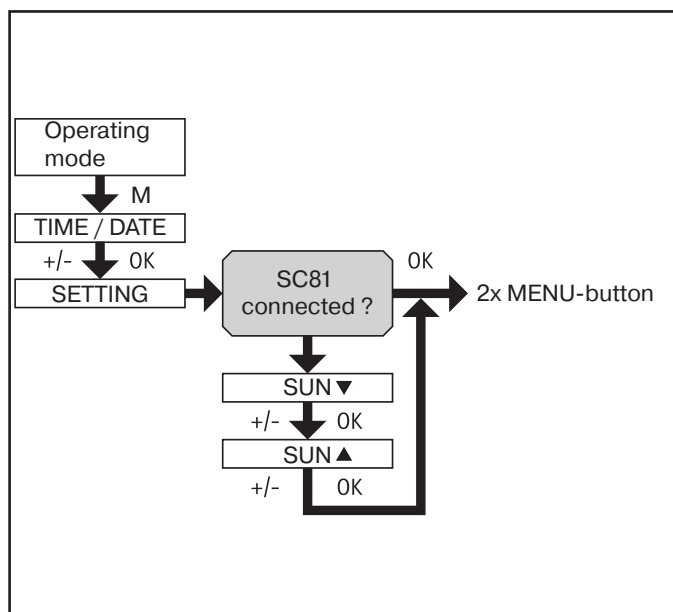 Operating
mode
M
TIME / DATE
+/- OK
SETTING
SC81
connected ?
OK
2x MENU-button
SUN ▼
+/- OK
SUN ▲
+/- OK